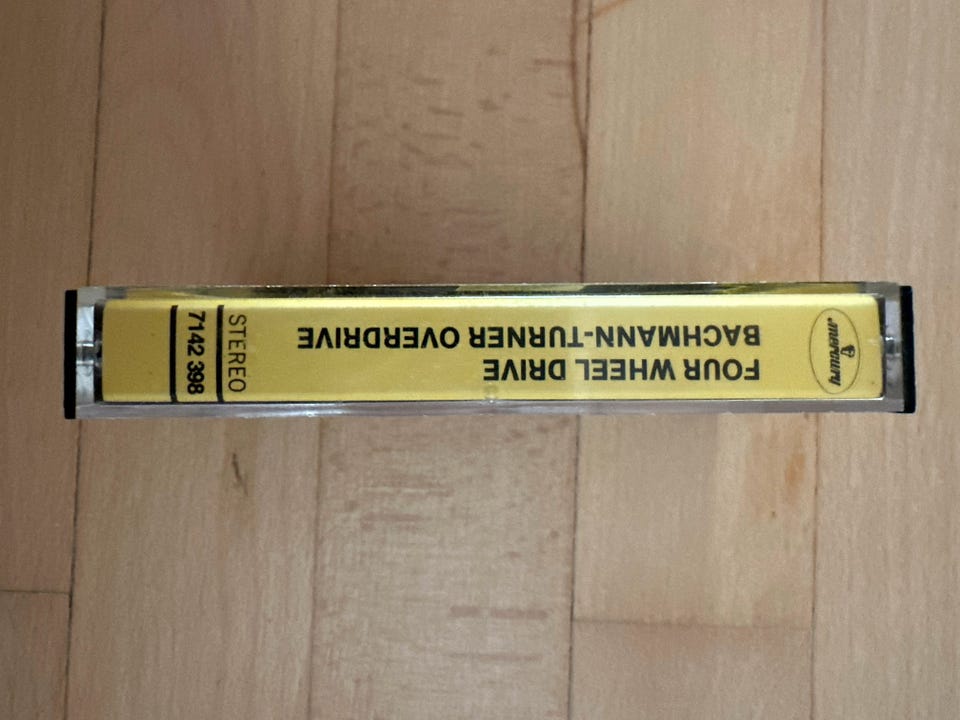 mercury
FOUR WHEEL DRIVE
BACHMANN-TURNER OVERDRIVE
STEREO
7142 398